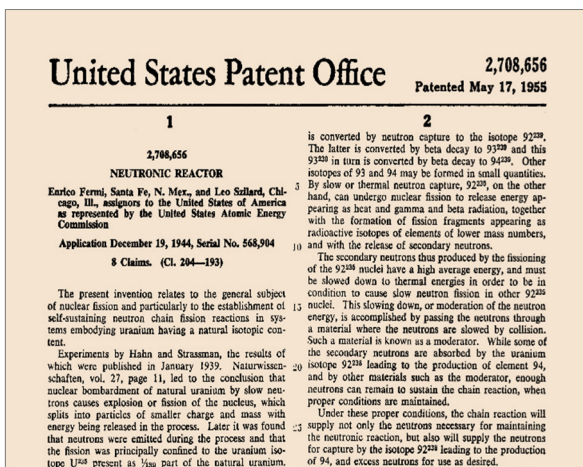 United States Patent Office
2,708,656
Patented May 17, 1955
1
2,708,656
NEUTRONIC REACTOR
Enrico Fermi, Santa Fe, N. Mex., and Leo Szilard, Chi-
cago, Ill., assignors to the United States of America
as represented by the United States Atomic Energy
Commission
Application December 19, 1944, Serial No. 568,904
8 Claims. (Cl. 204—193)
The present invention relates to the general subject
of nuclear fission and particularly to the establishment of
self-sustaining neutron chain fission reactions in sys-
tems embodying uranium having a natural isotopic con-
tent.
Experiments by Hahn and Strassman, the results of
which were published in January 1939. Naturwissen-
schaften, vol. 27, page 11, led to the conclusion that
nuclear bombardment of natural uranium by slow neu-
trons causes explosion or fission of the nucleus, which
splits into particles of smaller charge and mass with
energy being released in the process. Later it was found
that neutrons were emitted during the process and that
the fission was principally confined to the uranium iso-
tope U²³⁵ present as part of the natural uranium.
2
is converted by neutron capture to the isotope 92²³⁹.
The latter is converted by beta decay to 93²³⁹ and this
93²³⁹ in turn is converted by beta decay to 94²³⁹. Other
isotopes of 93 and 94 may be formed in small quantities.
5 By slow or thermal neutron capture, 92²³⁵, on the other
hand, can undergo nuclear fission to release energy ap-
pearing as heat and gamma and beta radiation, together
with the formation of fission fragments appearing as
radioactive isotopes of elements of lower mass numbers,
10 and with the release of secondary neutrons.
The secondary neutrons thus produced by the fissioning
of the 92²³⁵ nuclei have a high average energy, and must
be slowed down to thermal energies in order to be in
condition to cause slow neutron fission in other 92²³⁵
15 nuclei. This slowing down, or moderation of the neutron
energy, is accomplished by passing the neutrons through
a material where the neutrons are slowed by collision.
Such a material is known as a moderator. While some of
the secondary neutrons are absorbed by the uranium
20 isotope 92²³⁸ leading to the production of element 94,
and by other materials such as the moderator, enough
neutrons can remain to sustain the chain reaction, when
proper conditions are maintained.
Under these proper conditions, the chain reaction will
25 supply not only the neutrons necessary for maintaining
the neutronic reaction, but also will supply the neutrons
for capture by the isotope 92²³⁸ leading to the production
of 94, and excess neutrons for use as desired.